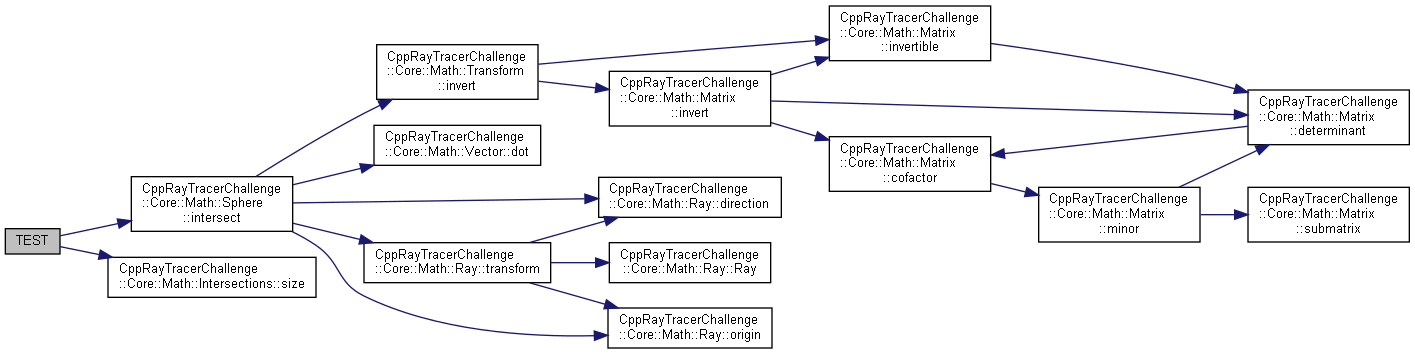 TEST
CppRayTracerChallenge
::Core::Math::Sphere
::intersect
CppRayTracerChallenge
::Core::Math::Intersections::size
CppRayTracerChallenge
::Core::Math::Transform
::invert
CppRayTracerChallenge
::Core::Math::Vector::dot
CppRayTracerChallenge
::Core::Math::Ray::transform
CppRayTracerChallenge
::Core::Math::Matrix
::invert
CppRayTracerChallenge
::Core::Math::Ray::direction
CppRayTracerChallenge
::Core::Math::Ray::Ray
CppRayTracerChallenge
::Core::Math::Ray::origin
CppRayTracerChallenge
::Core::Math::Matrix
::invertible
CppRayTracerChallenge
::Core::Math::Matrix
::cofactor
CppRayTracerChallenge
::Core::Math::Matrix
::minor
CppRayTracerChallenge
::Core::Math::Matrix
::determinant
CppRayTracerChallenge
::Core::Math::Matrix
::submatrix